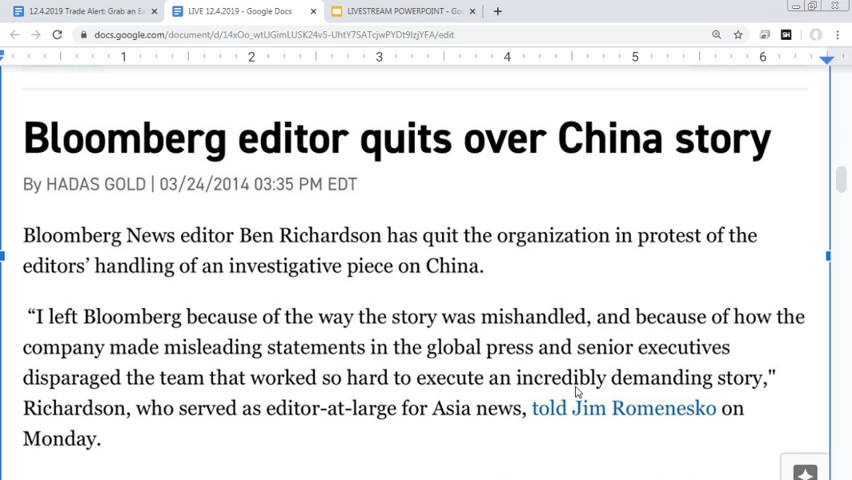 12.4.2019 Trade Alert: Grab an Ea
LIVE 12.4.2019 - Google Docs
LIVESTREAM POWERPOINT - Go
docs.google.com/document/d/14xOo_wtLIGimLUSK24v5-UhtY7SATcjwPYDt9IzjYFA/edit
1 2 3 4 5 6
Bloomberg editor quits over China story
By HADAS GOLD | 03/24/2014 03:35 PM EDT
Bloomberg News editor Ben Richardson has quit the organization in protest of the
editors’ handling of an investigative piece on China.
“I left Bloomberg because of the way the story was mishandled, and because of how the
company made misleading statements in the global press and senior executives
disparaged the team that worked so hard to execute an incredibly demanding story,"
Richardson, who served as editor-at-large for Asia news, told Jim Romenesko on
Monday.